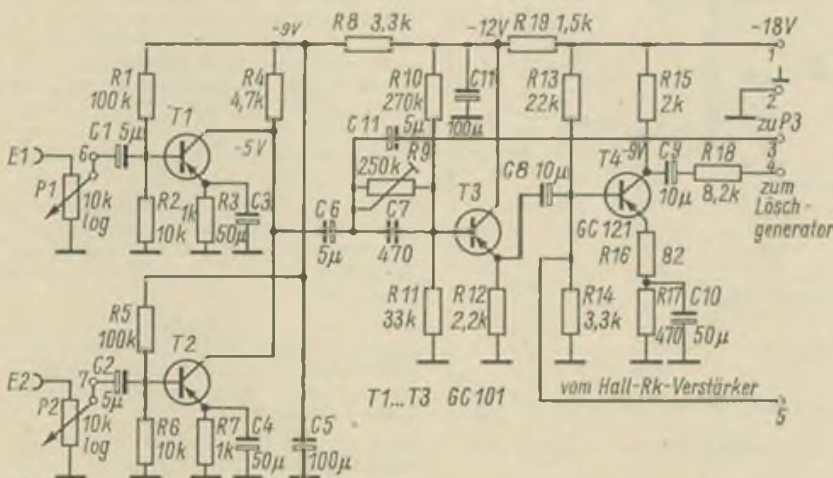 -9V R8 3,3k -12V R19 1,5k -18V
1
R1 100k
R4 4,7k
R10 270k
C11 100µ
R13 22k
R15 2k
2
zu P3
3
C1 5µ
T1
-5V
C11 5µ
R9 250k
E1
6
P1 10k log
R2 10k
R3 1k
C3 50µ
C6 5µ
C7 470
T3
C8 10µ
T4 -9V
GC121
C9 10µ
R18 8,2k
4
zum
Lösch-
generator
R16 82
R5 100k
R11 33k
R12 2,2k
R14 3,3k
R17 470
C10 50µ
C2 5µ
T2
E2
7
P2 10k log
R6 10k
R7 1k
C4 50µ
C5 100µ
T1...T3 GC101
vom Hall-Rk-Verstärker
5